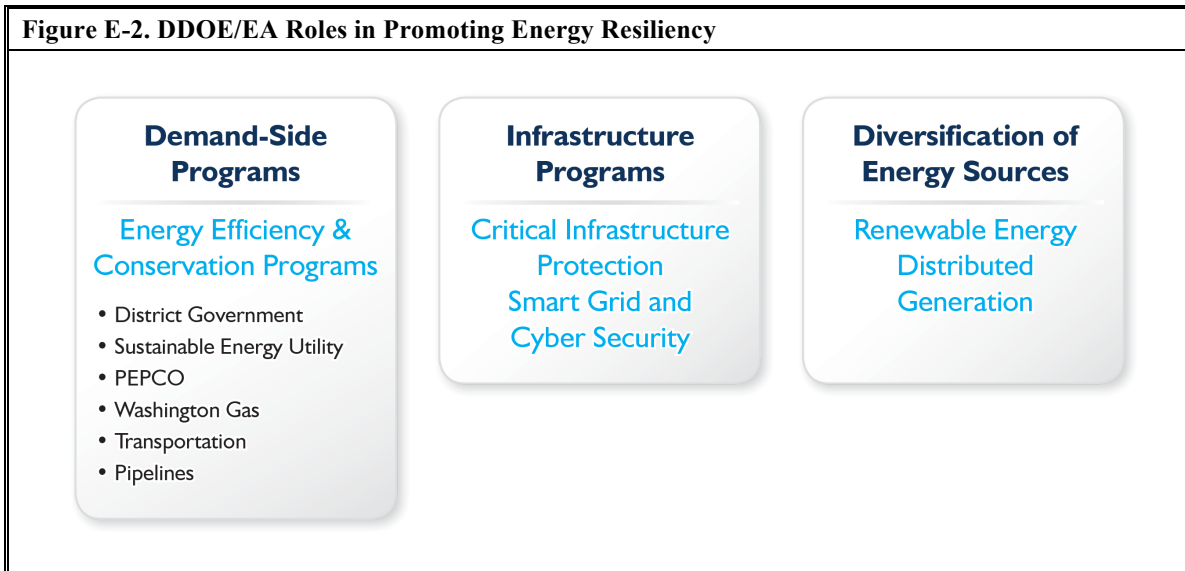 Figure E-2. DDOE/EA Roles in Promoting Energy Resiliency
Demand-Side
Programs
Energy Efficiency &
Conservation Programs
• District Government
• Sustainable Energy Utility
• PEPCO
• Washington Gas
• Transportation
• Pipelines
Infrastructure
Programs
Critical Infrastructure
Protection
Smart Grid and
Cyber Security
Diversification of
Energy Sources
Renewable Energy
Distributed
Generation